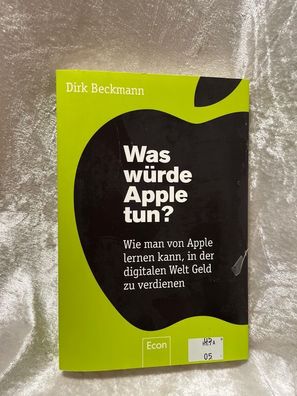 Dirk Beckmann
Was
würde
Apple
tun?
Wie man von Apple
lernen kann, in der
digitalen Welt Geld
zu verdienen
Econ
05